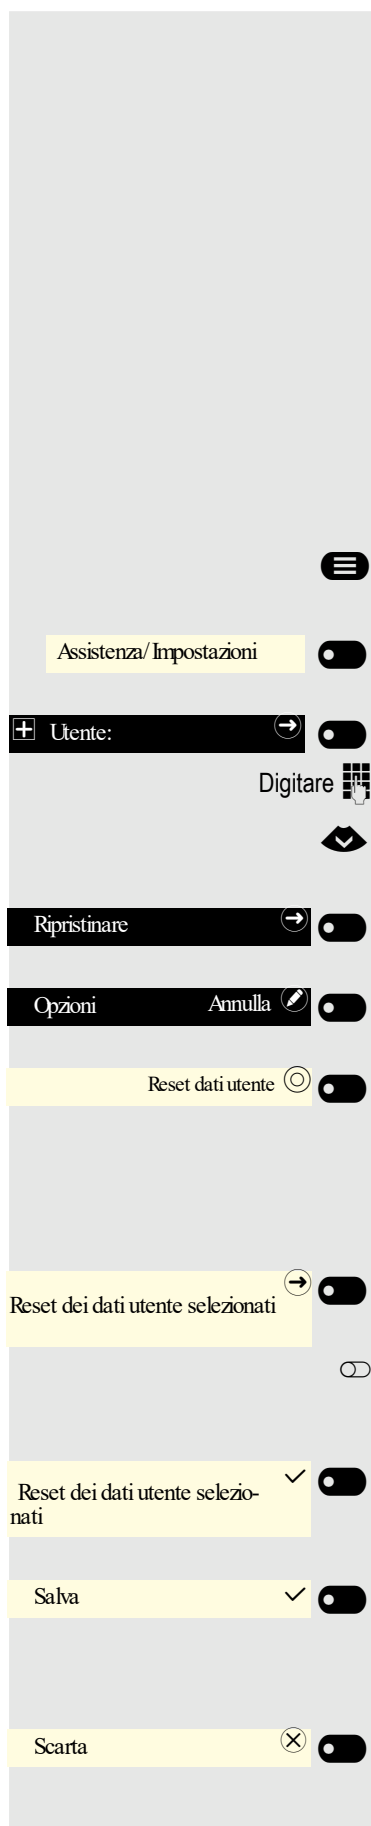 Assistenza/Impostazioni
Utente:
Digitare
Ripristinare
Opzioni Annulla
Reset dati utente
Reset dei dati utente selezionati
Reset dei dati utente selezio-
nati
Salva
Scarta